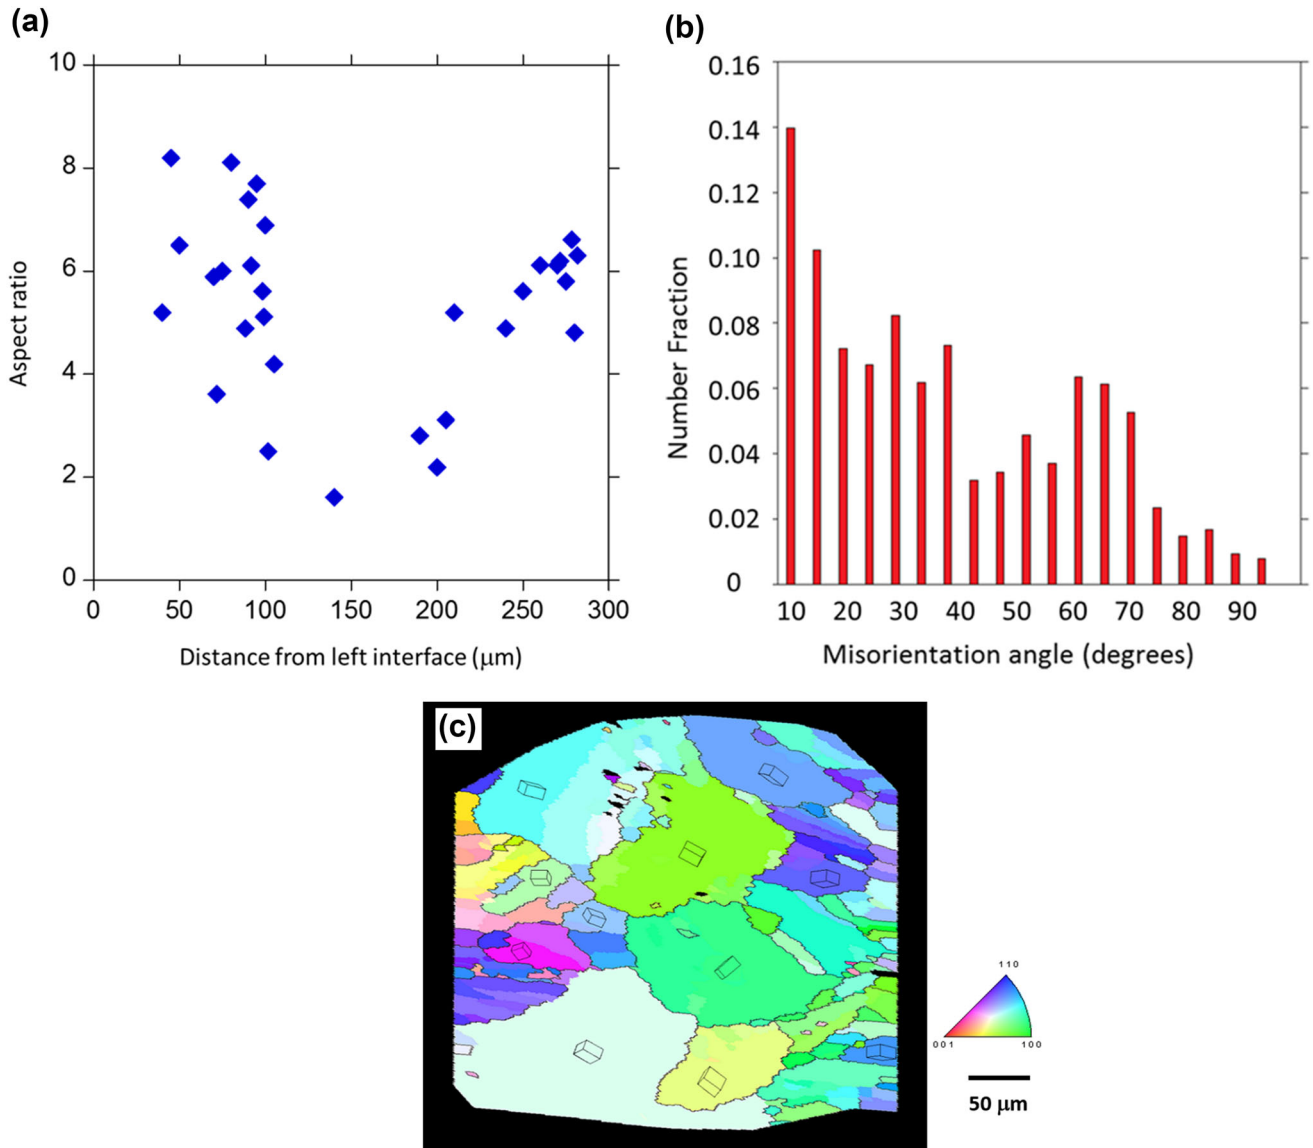 (a)
10
8
6
4
2
0
Aspect ratio
0 50 100 150 200 250 300
Distance from left interface (μm)
(b)
0.16
0.14
0.12
0.10
0.08
0.06
0.04
0.02
0
Number Fraction
10 20 30 40 50 60 70 80 90
Misorientation angle (degrees)
(c)
110
001 100
50 μm